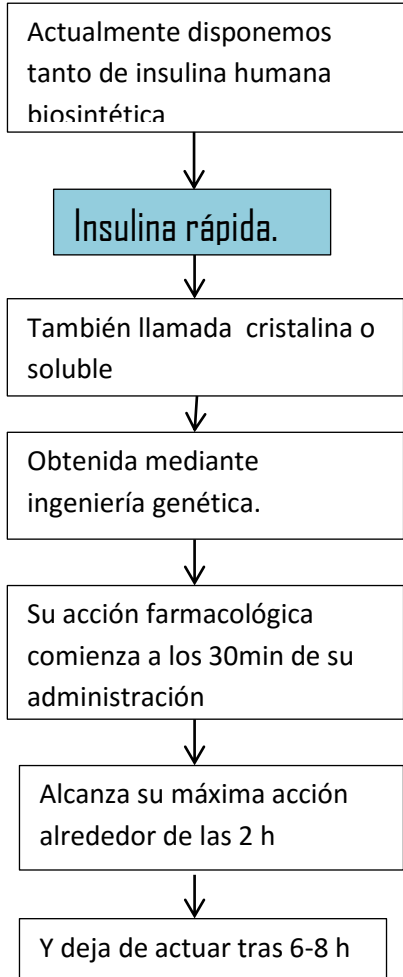 Actualmente disponemos
tanto de insulina humana
biosintética
Insulina rápida.
También llamada cristalina o
soluble
Obtenida mediante
ingeniería genética.
Su acción farmacológica
comienza a los 30min de su
administración
Alcanza su máxima acción
alrededor de las 2 h
Y deja de actuar tras 6-8 h